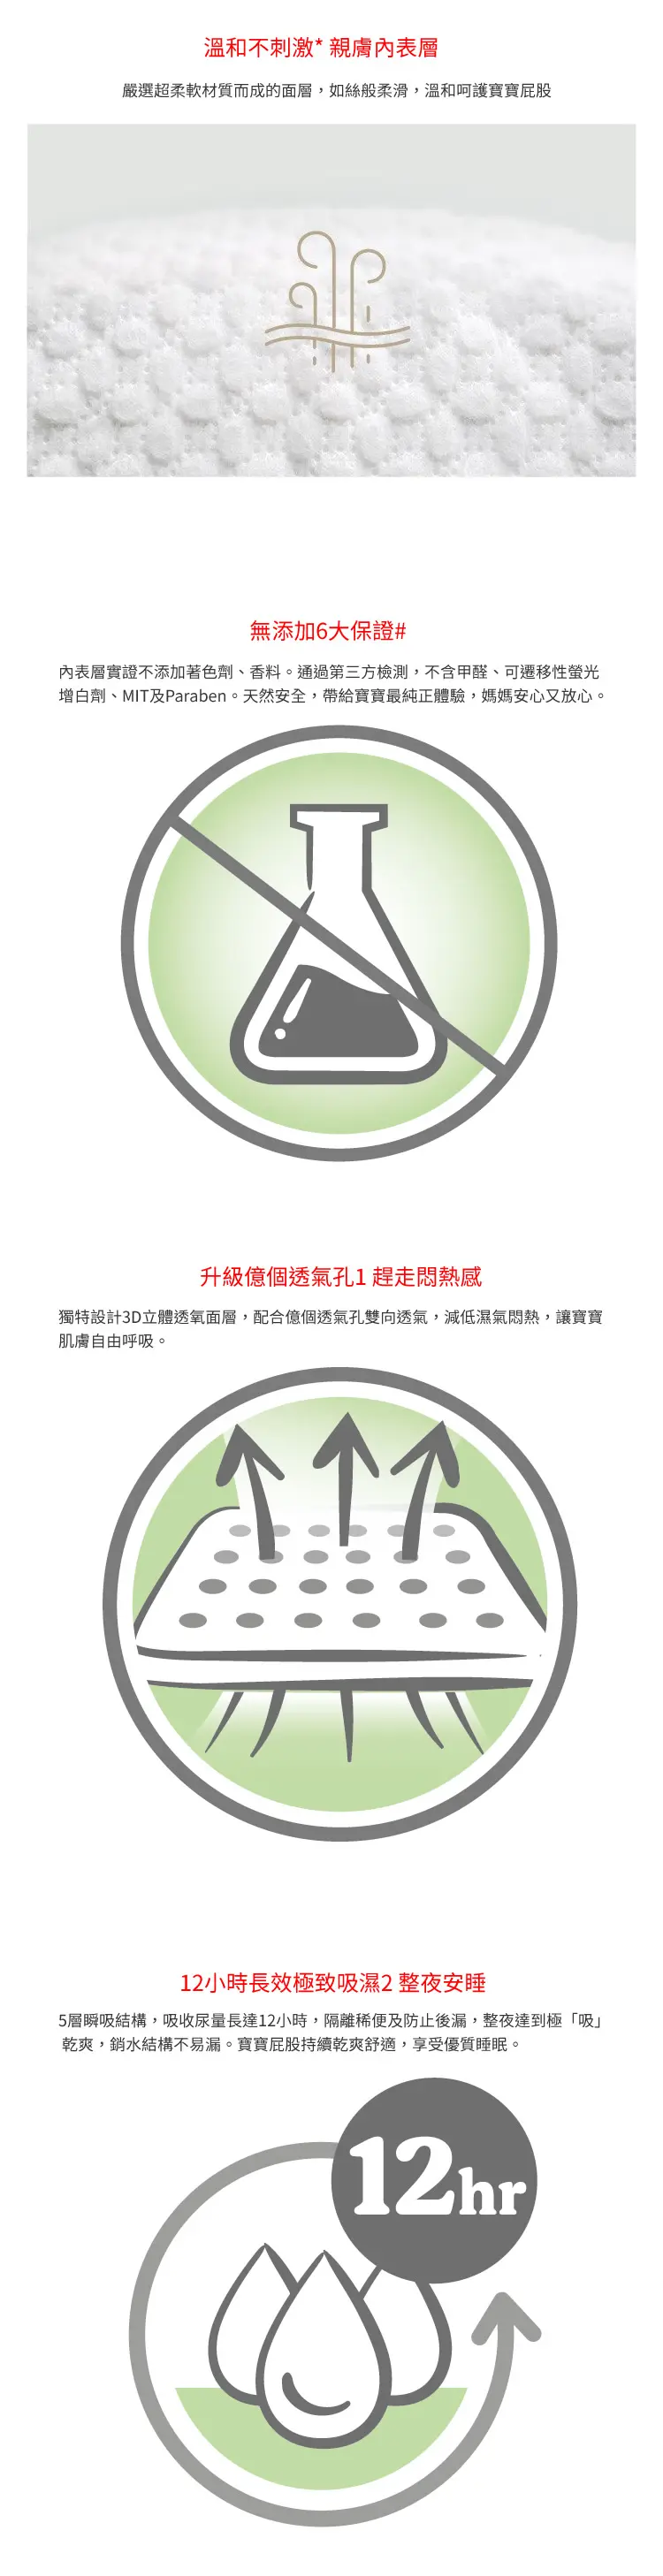 溫和不刺激* 親膚內表層
嚴選超柔軟材質而成的面層，如絲般柔滑，溫和呵護寶寶屁股
無添加6大保證#
內表層實證不添加著色劑、香料。通過第三方檢測，不含甲醛、可遷移性螢光
增白劑、MIT及Paraben。天然安全，帶給寶寶最純正體驗，媽媽安心又放心。
升級億個透氣孔1 趕走悶熱感
獨特設計3D立體透氧面層，配合億個透氣孔雙向透氣，減低濕氣悶熱，讓寶寶
肌膚自由呼吸。
12小時長效極致吸濕2 整夜安睡
5層瞬吸結構，吸收尿量長達12小時，隔離稀便及防止後漏，整夜達到極「吸」
乾爽，銷水結構不易漏。寶寶屁股持續乾爽舒適，享受優質睡眠。
12hr